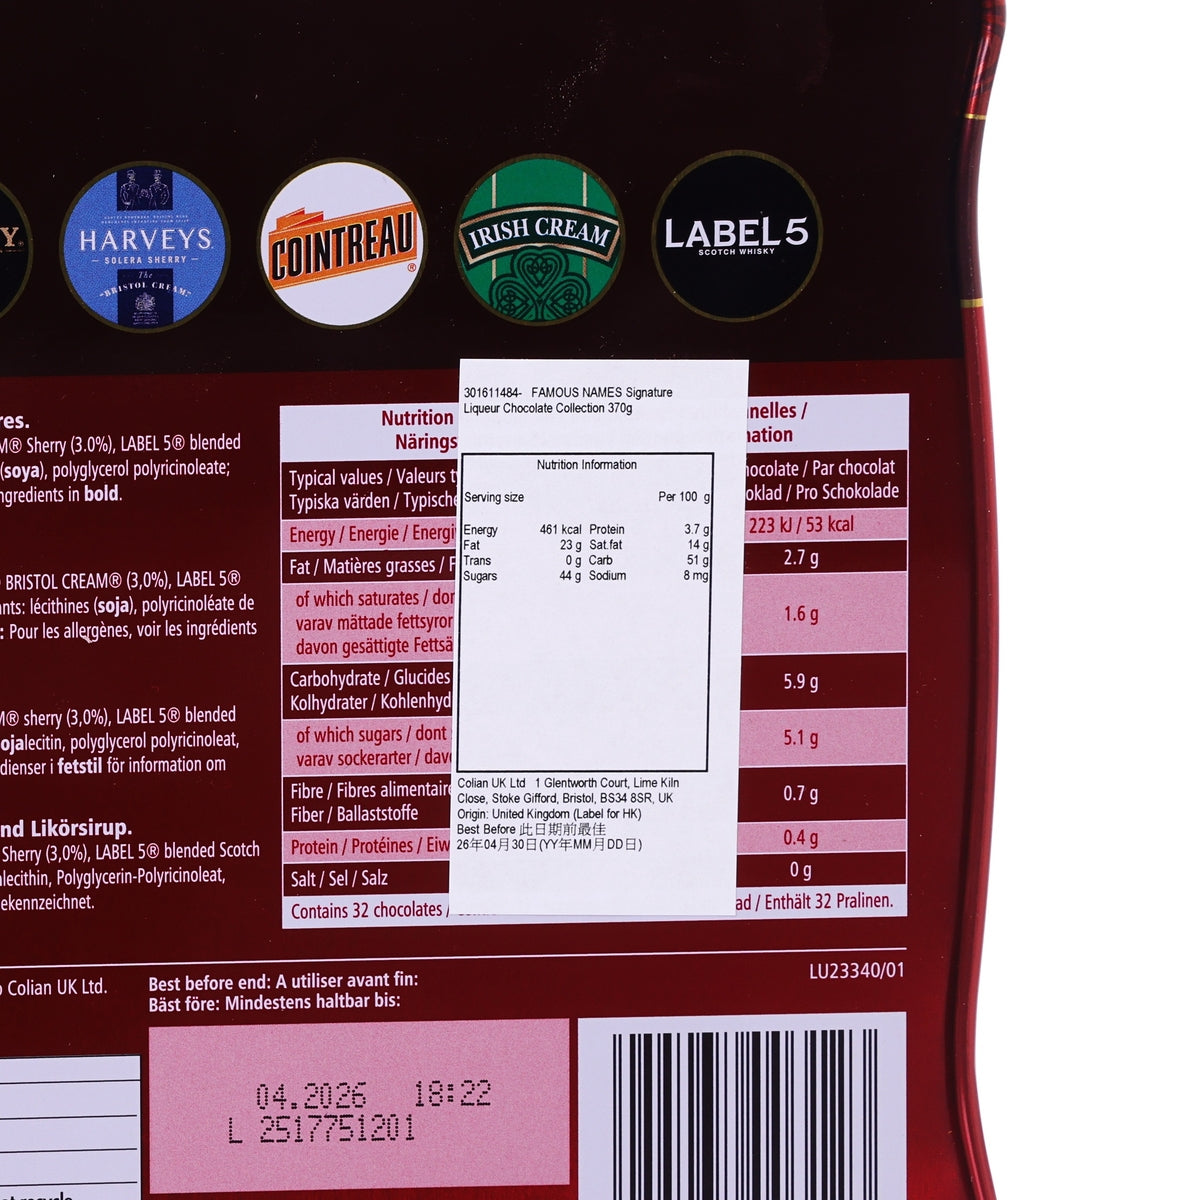 Y.
HARVEYS
SOLERA SHERRY
The
"BRISTOL CREAM"
COINTREAU
®
IRISH CREAM
LABEL 5
SCOTCH WHISKY
res.
M® Sherry (3.0%), LABEL 5® blended
(soya), polyglycerol polyricinoleate;
ngredients in bold.
BRISTOL CREAM® (3,0%), LABEL 5®
ants: lécithines (soja), polyricinoléate de
: Pour les allergènes, voir les ingrédients
M® sherry (3,0%), LABEL 5® blended
ojalecitin, polyglycerol polyricinoleat,
dienser i fetstil för information om
nd Likörsirup.
Sherry (3,0%), LABEL 5® blended Scotch
lecithin, Polyglycerin-Polyricinoleat,
ekennzeichnet.
Nutrition
Närings
nelles /
nation
Typical values / Valeurs ty
Typiska värden / Typische
ocolate / Par chocolat
oklad / Pro Schokolade
Energy / Energie / Energi
223 kJ / 53 kcal
Fat / Matières grasses / F
2.7 g
of which saturates / don
varav mättade fettsyror
davon gesättigte Fettsä
1.6 g
Carbohydrate / Glucides
Kolhydrater / Kohlenhyd
5.9 g
of which sugars / dont
varav sockerarter / dav
5.1 g
Fibre / Fibres alimentaire
Fiber / Ballaststoffe
0.7 g
Protein / Protéines / Eiw
0.4 g
Salt / Sel / Salz
0 g
Contains 32 chocolates /
ad / Enthält 32 Pralinen.
301611484- FAMOUS NAMES Signature
Liqueur Chocolate Collection 370g
Nutrition Information
Serving size Per 100 g
Energy 461 kcal Protein 3.7 g
Fat 23 g Sat.fat 14 g
Trans 0 g Carb 51 g
Sugars 44 g Sodium 8 mg
Colian UK Ltd 1 Glentworth Court, Lime Kiln
Close, Stoke Gifford, Bristol, BS34 8SR, UK
Origin: United Kingdom (Label for HK)
Best Before 此日期前最佳
26年04月30日(YY年MM月DD日)
LU23340/01
Colian UK Ltd.
Best before end: A utiliser avant fin:
Bäst före: Mindestens haltbar bis:
04.2026 18:22
L 2517751201